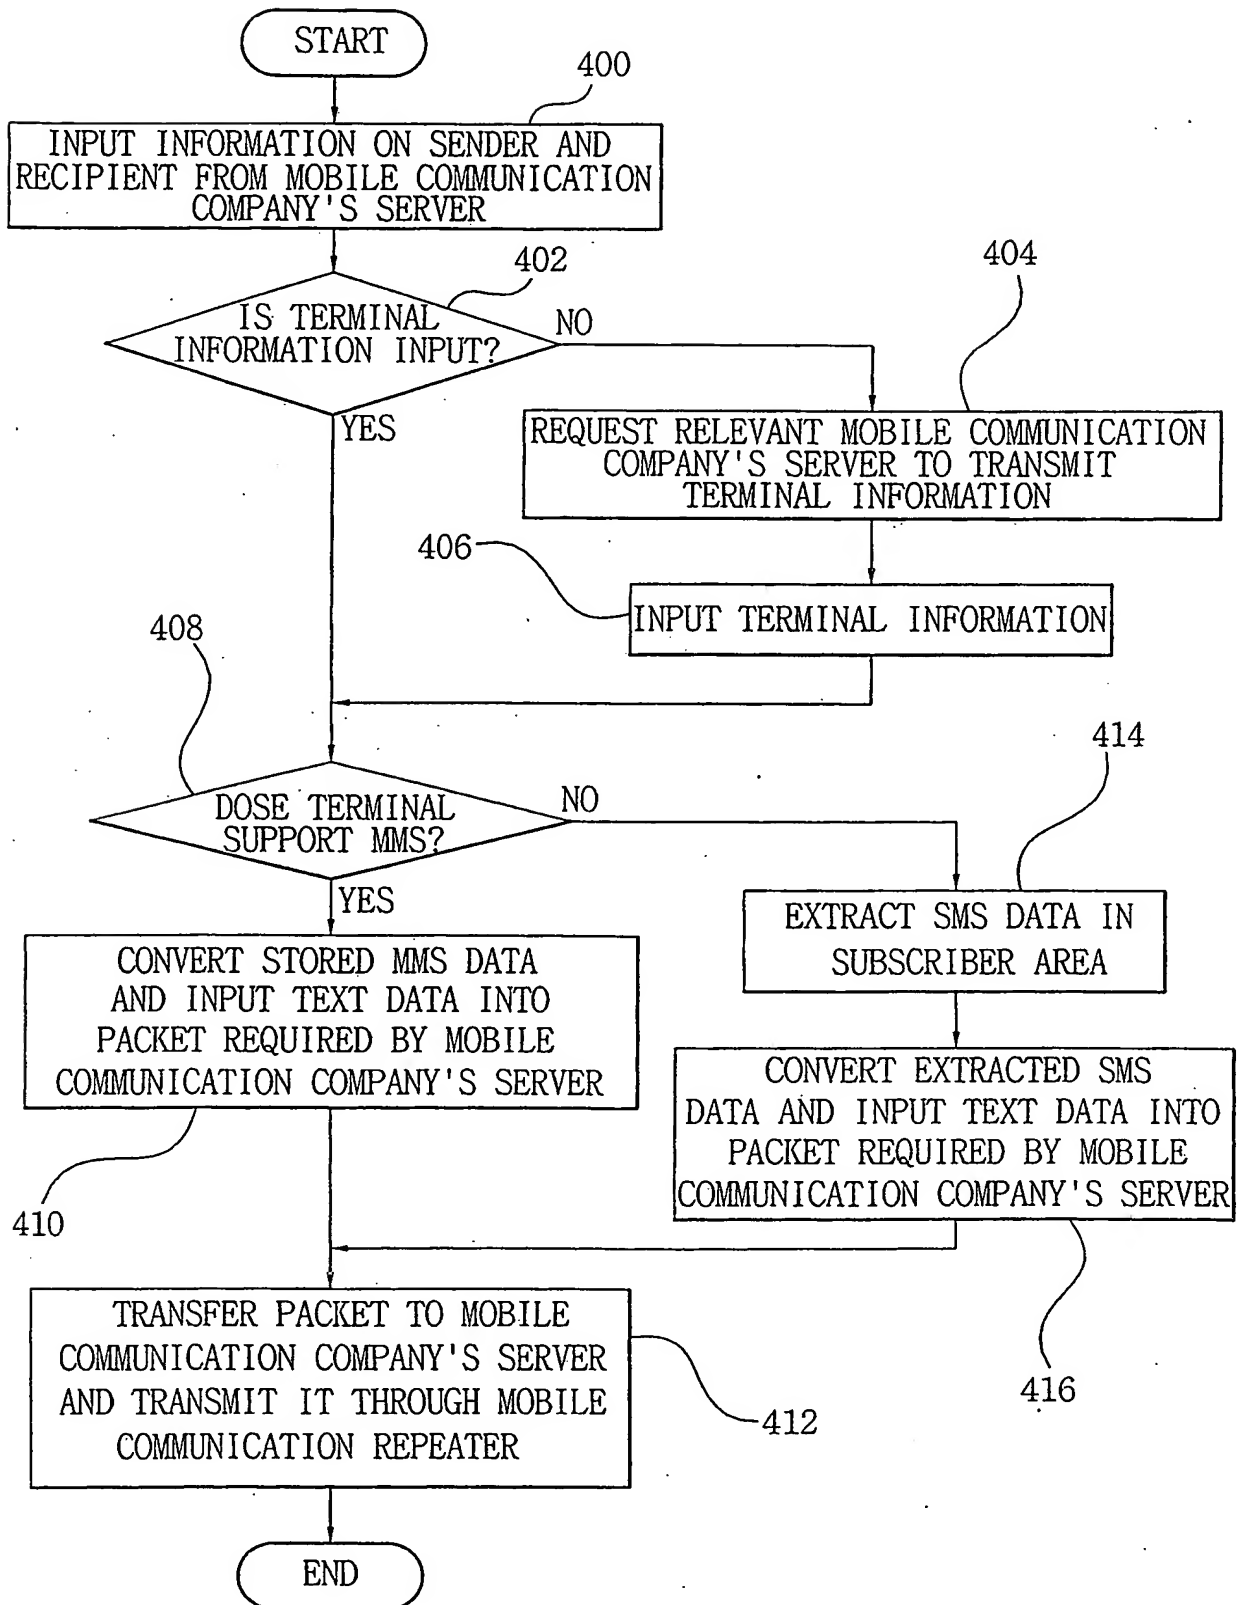 START
400
INPUT INFORMATION ON SENDER AND
RECIPIENT FROM MOBILE COMMUNICATION
COMPANY'S SERVER
402
IS TERMINAL
INFORMATION INPUT?
NO
YES
404
REQUEST RELEVANT MOBILE COMMUNICATION
COMPANY'S SERVER TO TRANSMIT
TERMINAL INFORMATION
406
INPUT TERMINAL INFORMATION
408
DOSE TERMINAL
SUPPORT MMS?
NO
YES
414
EXTRACT SMS DATA IN
SUBSCRIBER AREA
CONVERT STORED MMS DATA
AND INPUT TEXT DATA INTO
PACKET REQUIRED BY MOBILE
COMMUNICATION COMPANY'S SERVER
410
CONVERT EXTRACTED SMS
DATA AND INPUT TEXT DATA INTO
PACKET REQUIRED BY MOBILE
COMMUNICATION COMPANY'S SERVER
416
TRANSFER PACKET TO MOBILE
COMMUNICATION COMPANY'S SERVER
AND TRANSMIT IT THROUGH MOBILE
COMMUNICATION REPEATER
412
END